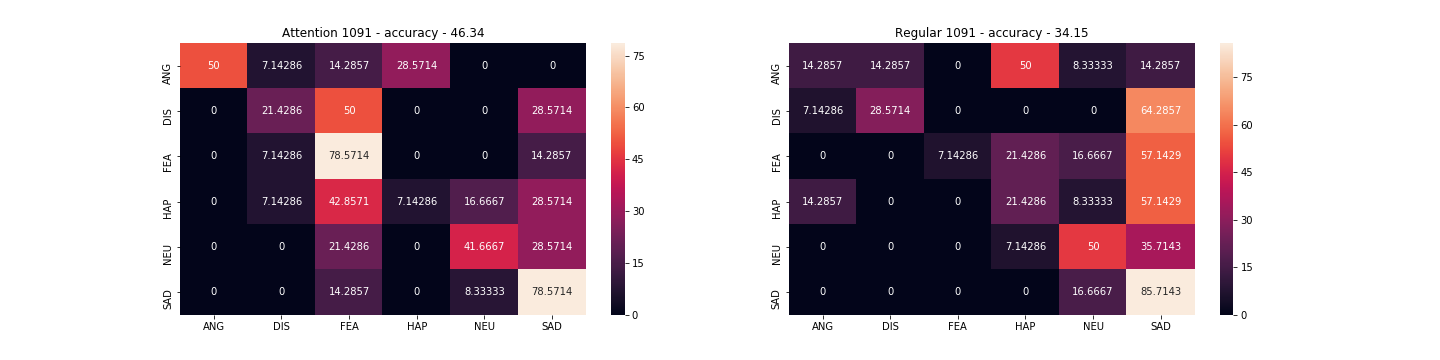 Attention 1091 - accuracy - 46.34
ANG 50 7.14286 14.2857 28.5714 0 0
DIS 0 21.4286 50 0 0 28.5714
FEA 0 7.14286 78.5714 0 0 14.2857
HAP 0 7.14286 42.8571 7.14286 16.6667 28.5714
NEU 0 0 21.4286 0 41.6667 28.5714
SAD 0 0 14.2857 0 8.33333 78.5714
ANG DIS FEA HAP NEU SAD
75
60
45
30
15
0
Regular 1091 - accuracy - 34.15
ANG 14.2857 14.2857 0 50 8.33333 14.2857
DIS 7.14286 28.5714 0 0 0 64.2857
FEA 0 0 7.14286 21.4286 16.6667 57.1429
HAP 14.2857 0 0 21.4286 8.33333 57.1429
NEU 0 0 0 7.14286 50 35.7143
SAD 0 0 0 0 16.6667 85.7143
ANG DIS FEA HAP NEU SAD
75
60
45
30
15
0